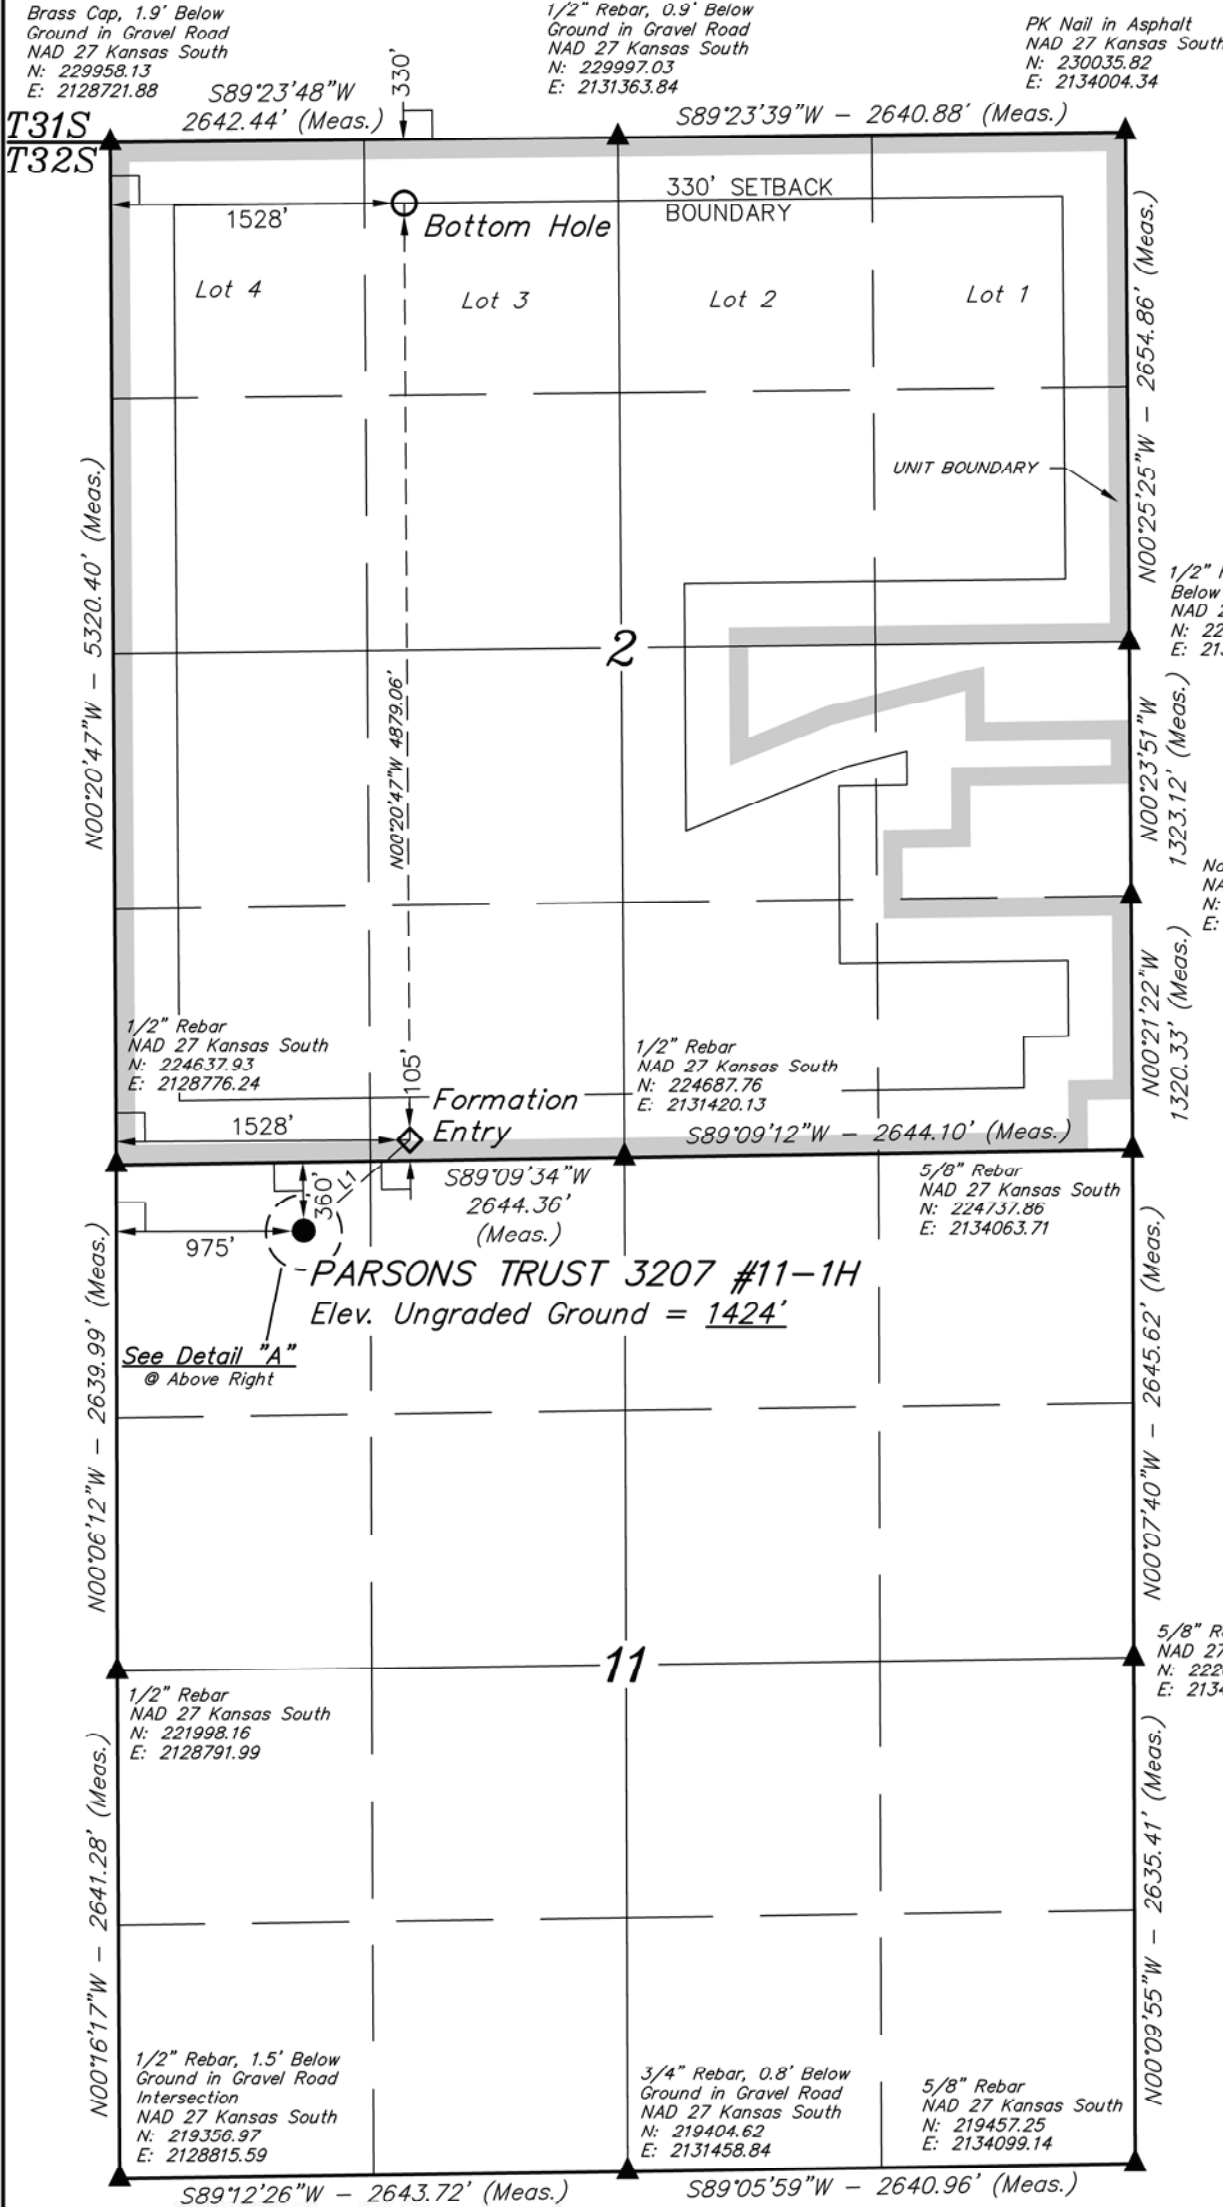 Brass Cap, 1.9' Below
Ground in Gravel Road
NAD 27 Kansas South
N: 229958.13
E: 2128721.88
1/2" Rebar, 0.9' Below
Ground in Gravel Road
NAD 27 Kansas South
N: 229997.03
E: 2131363.84
PK Nail in Asphalt
NAD 27 Kansas South
N: 230035.82
E: 2134004.34
T31S
T32S
S89°23'48"W
2642.44' (Meas.)
330'
S89°23'39"W – 2640.88' (Meas.)
1528'
Bottom Hole
330' SETBACK
BOUNDARY
Lot 4
Lot 3
Lot 2
Lot 1
N00°25'25"W – 2654.86' (Meas.)
UNIT BOUNDARY
N00°20'47"W – 5320.40' (Meas.)
1/2"
Below
NAD
N: 22
E: 21
2
N00°20'47"W 4879.06'
N00°23'51"W
1323.12' (Meas.)
N:
E:
N00°21'22"W
1320.33' (Meas.)
1/2" Rebar
NAD 27 Kansas South
N: 224637.93
E: 2128776.24
105'
1/2" Rebar
NAD 27 Kansas South
N: 224687.76
E: 2131420.13
Formation
Entry
1528'
S89°09'12"W – 2644.10' (Meas.)
S89°09'34"W
2644.36'
(Meas.)
360'
L1
975'
5/8" Rebar
NAD 27 Kansas South
N: 224737.86
E: 2134063.71
PARSONS TRUST 3207 #11-1H
Elev. Ungraded Ground = 1424'
See Detail "A"
@ Above Right
N00°06'12"W – 2639.99' (Meas.)
N00°07'40"W – 2645.62' (Meas.)
11
5/8"
NAD 27
N: 222
E: 2134
1/2" Rebar
NAD 27 Kansas South
N: 221998.16
E: 2128791.99
N00°16'17"W – 2641.28' (Meas.)
N00°09'55"W – 2635.41' (Meas.)
1/2" Rebar, 1.5' Below
Ground in Gravel Road
Intersection
NAD 27 Kansas South
N: 219356.97
E: 2128815.59
3/4" Rebar, 0.8' Below
Ground in Gravel Road
NAD 27 Kansas South
N: 219404.62
E: 2131458.84
5/8" Rebar
NAD 27 Kansas South
N: 219457.25
E: 2134099.14
S89°12'26"W – 2643.72' (Meas.)
S89°05'59"W – 2640.96' (Meas.)